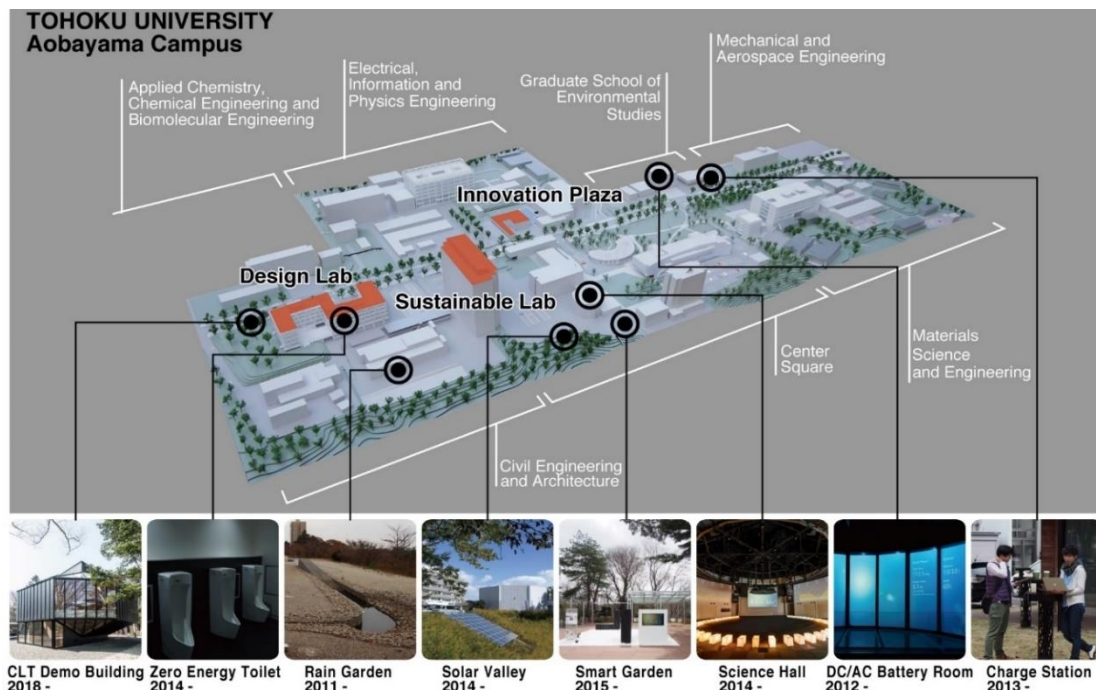 TOHOKU UNIVERSITY
Aobayama Campus
Applied Chemistry,
Chemical Engineering and
Biomolecular Engineering
Electrical,
Information and
Physics Engineering
Graduate School of
Environmental
Studies
Mechanical and
Aerospace Engineering
Innovation Plaza
Design Lab
Sustainable Lab
Center
Square
Materials
Science
and Engineering
Civil Engineering
and Architecture
CLT Demo Building
2018 -
Zero Energy Toilet
2014 -
Rain Garden
2011 -
Solar Valley
2014 -
Smart Garden
2015 -
Science Hall
2014 -
DC/AC Battery Room
2012 -
Charge Station
2013 -